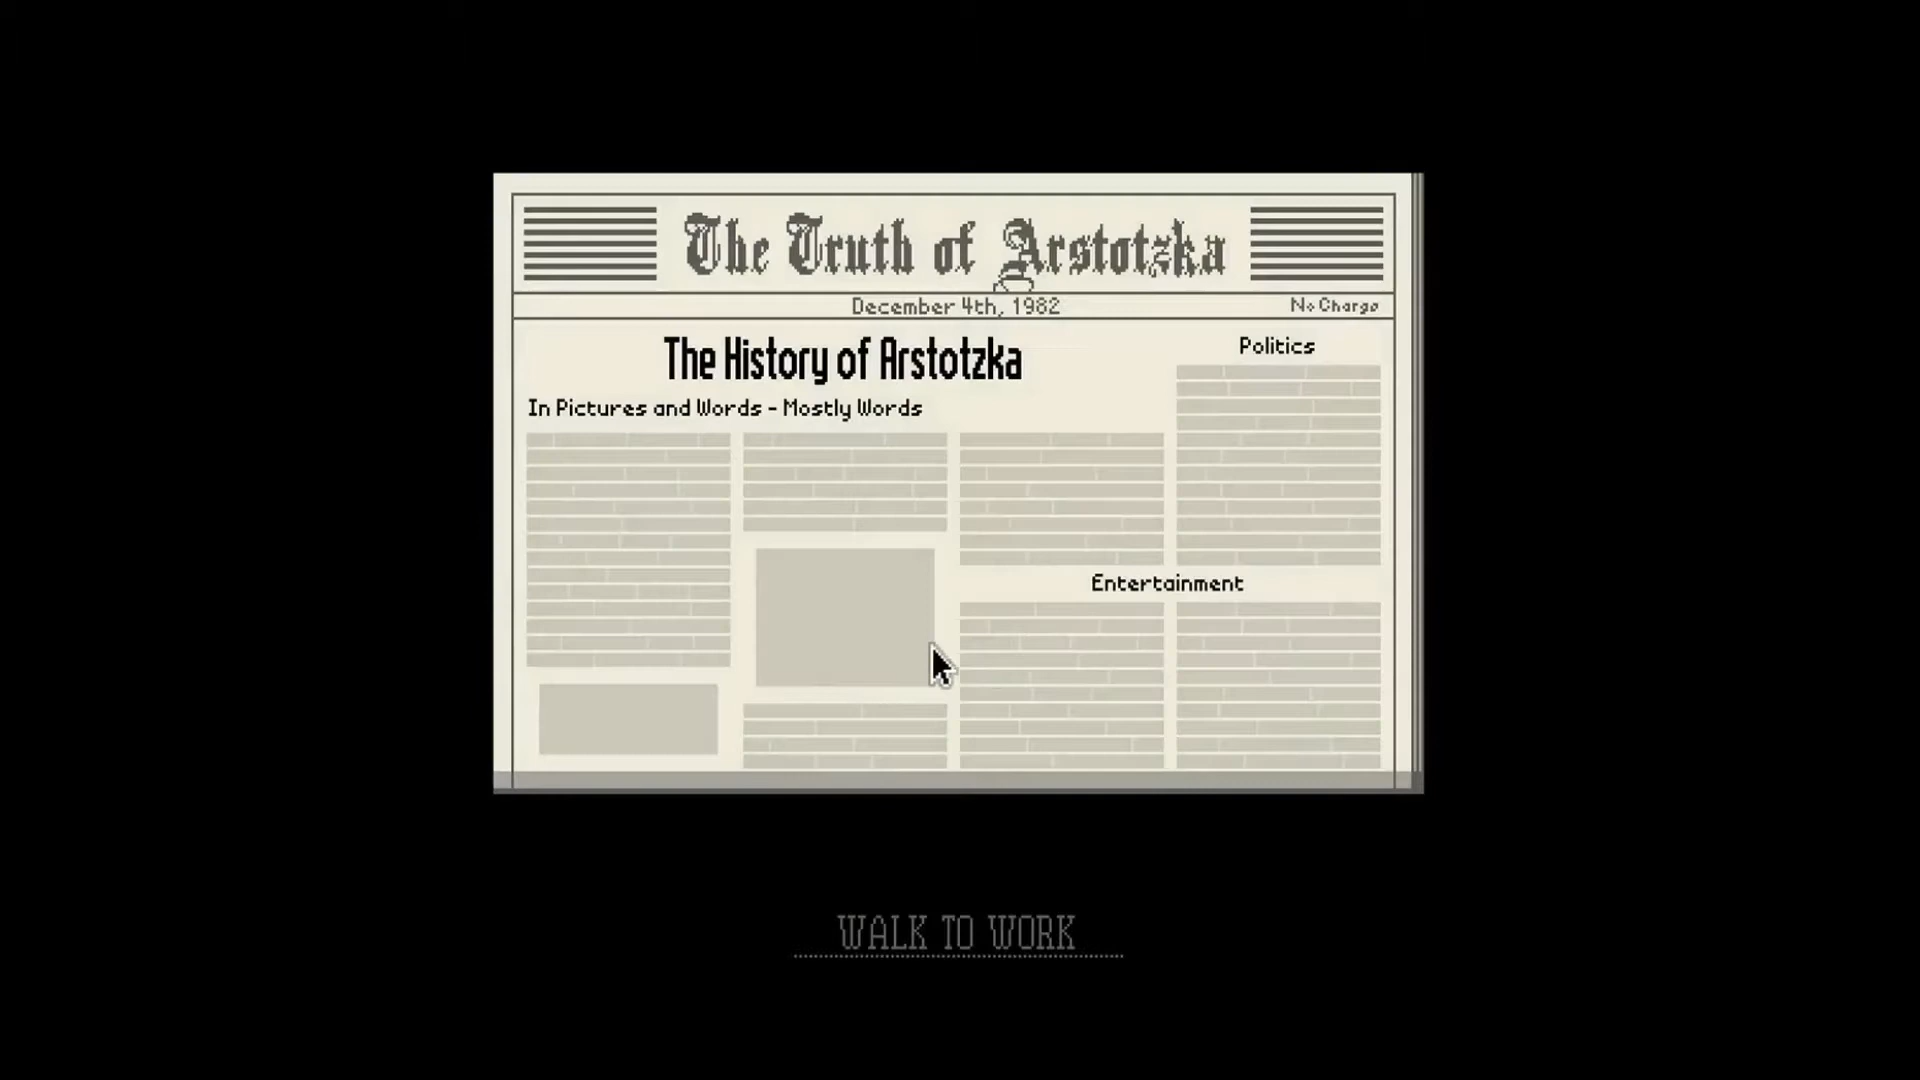 The Truth of Arstotzka
December 4th, 1982
No Charge
The History of Arstotzka
In Pictures and Words - Mostly Words
Politics
Entertainment
WALK TO WORK